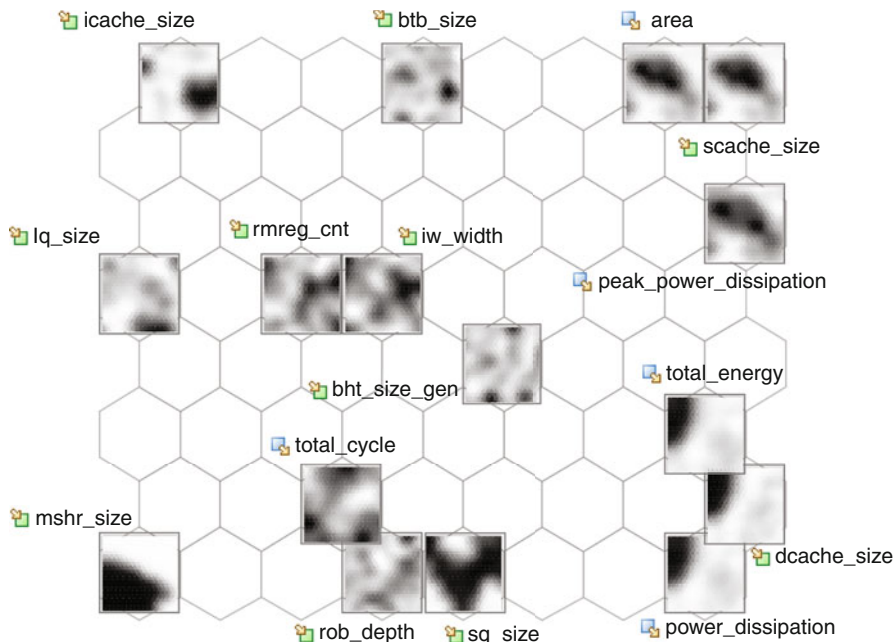 icache_size
btb_size
area
scache_size
lq_size
rmreg_cnt
iw_width
peak_power_dissipation
bht_size_gen
total_energy
total_cycle
mshr_size
dcache_size
rob_depth
sq_size
power_dissipation